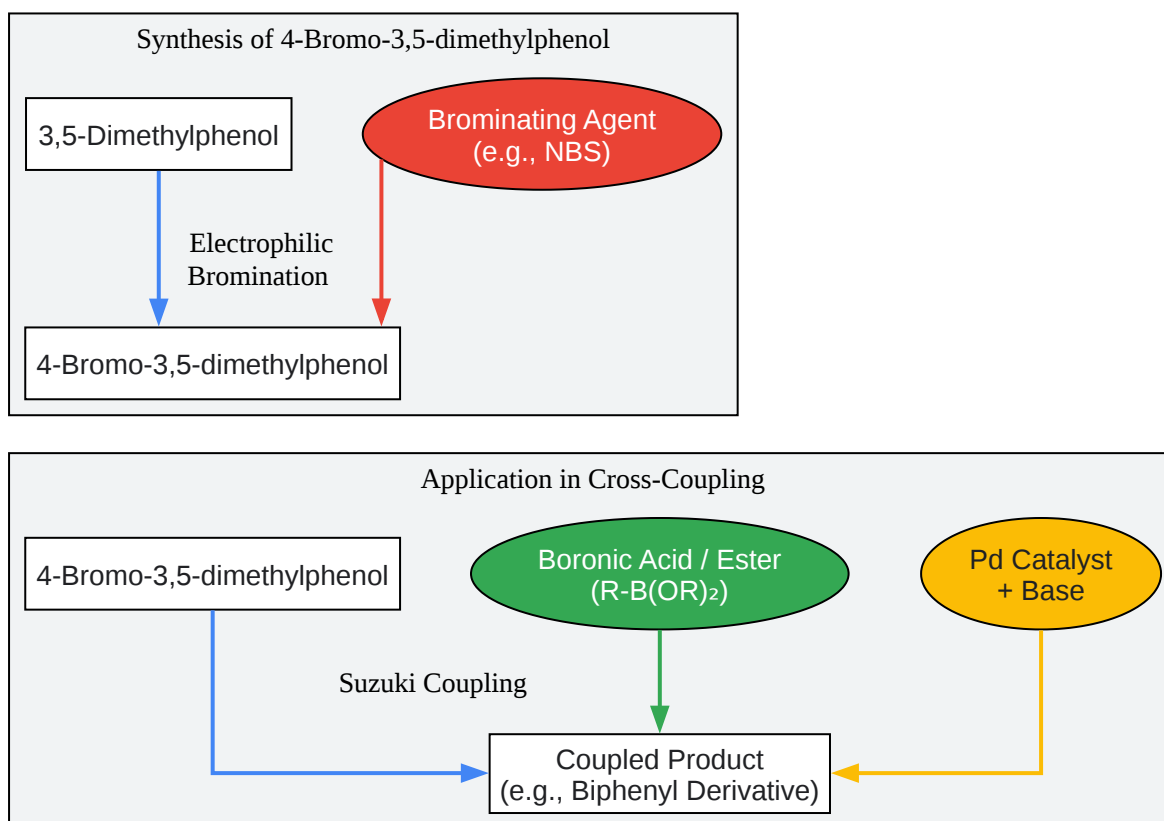 Synthesis of 4-Bromo-3,5-dimethylphenol
3,5-Dimethylphenol
Brominating Agent
(e.g., NBS)
Electrophilic
Bromination
4-Bromo-3,5-dimethylphenol
Application in Cross-Coupling
4-Bromo-3,5-dimethylphenol
Boronic Acid / Ester
(R-B(OR)₂)
Pd Catalyst
+ Base
Suzuki Coupling
Coupled Product
(e.g., Biphenyl Derivative)